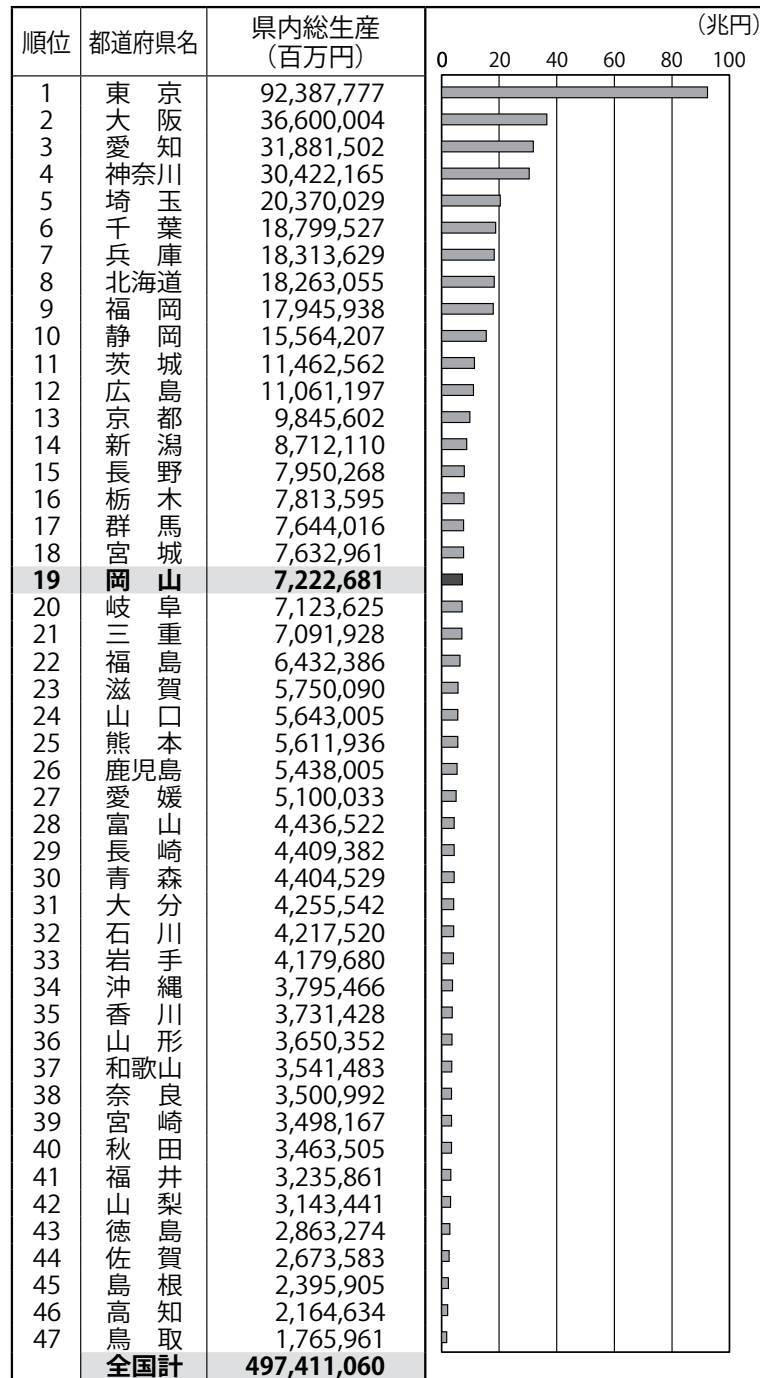 順位 都道府県名 県内総生産（百万円） （兆円）
0 20 40 60 80 100
1 東京 92,387,777
2 大阪 36,600,004
3 愛知 31,881,502
4 神奈川 30,422,165
5 埼玉 20,370,029
6 千葉 18,799,527
7 兵庫 18,313,629
8 北海道 18,263,055
9 福岡 17,945,938
10 静岡 15,564,207
11 茨城 11,462,562
12 広島 11,061,197
13 京都 9,845,602
14 新潟 8,712,110
15 長野 7,950,268
16 栃木 7,813,595
17 群馬 7,644,016
18 宮城 7,632,961
19 岡山 7,222,681
20 岐阜 7,123,625
21 三重 7,091,928
22 福島 6,432,386
23 滋賀 5,750,090
24 山口 5,643,005
25 熊本 5,611,936
26 鹿児島 5,438,005
27 愛媛 5,100,033
28 富山 4,436,522
29 長崎 4,409,382
30 青森 4,404,529
31 大分 4,255,542
32 石川 4,217,520
33 岩手 4,179,680
34 沖縄 3,795,466
35 香川 3,731,428
36 山形 3,650,352
37 和歌山 3,541,483
38 奈良 3,500,992
39 宮崎 3,498,167
40 秋田 3,463,505
41 福井 3,235,861
42 山梨 3,143,441
43 徳島 2,863,274
44 佐賀 2,673,583
45 島根 2,395,905
46 高知 2,164,634
47 鳥取 1,765,961
全国計 497,411,060